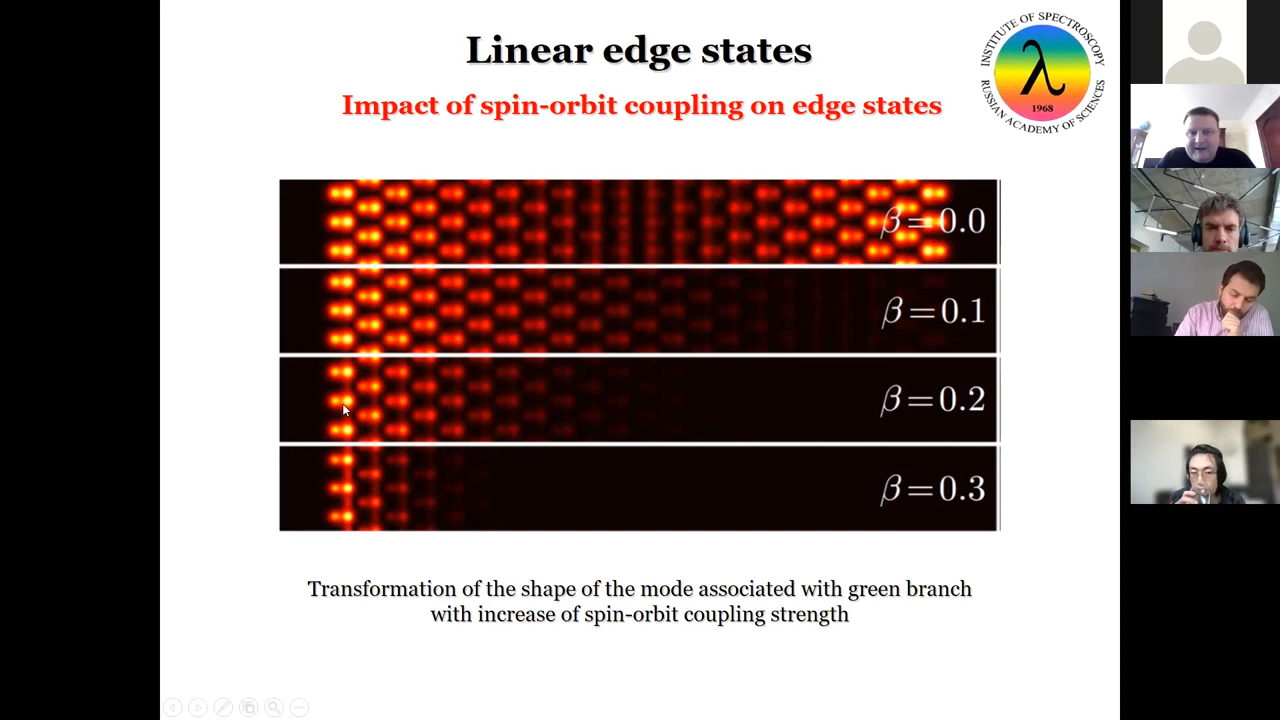 Linear edge states
Impact of spin-orbit coupling on edge states
INSTITUTE OF SPECTROSCOPY
λ
1968
RUSSIAN ACADEMY OF SCIENCES
β=0.0
β=0.1
β=0.2
β=0.3
Transformation of the shape of the mode associated with green branch
with increase of spin-orbit coupling strength